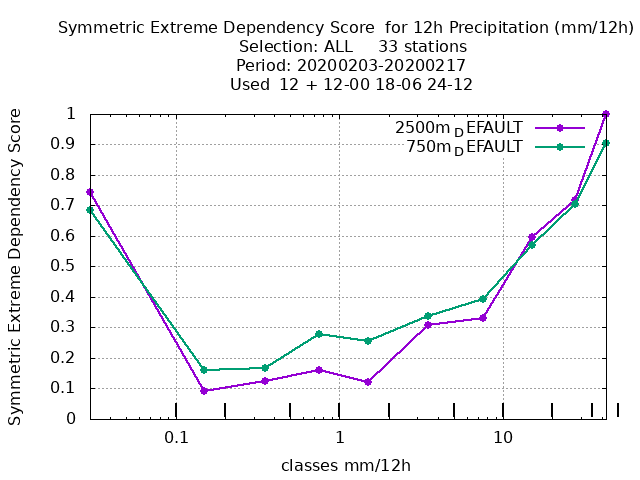 Symmetric Extreme Dependency Score  for 12h Precipitation (mm/12h)
Selection: ALL     33 stations
Period: 20200203-20200217
Used  12 + 12-00 18-06 24-12
Symmetric Extreme Dependency Score
2500m_DEFAULT
750m_DEFAULT
1
0.9
0.8
0.7
0.6
0.5
0.4
0.3
0.2
0.1
0
0.1 1 10
classes mm/12h